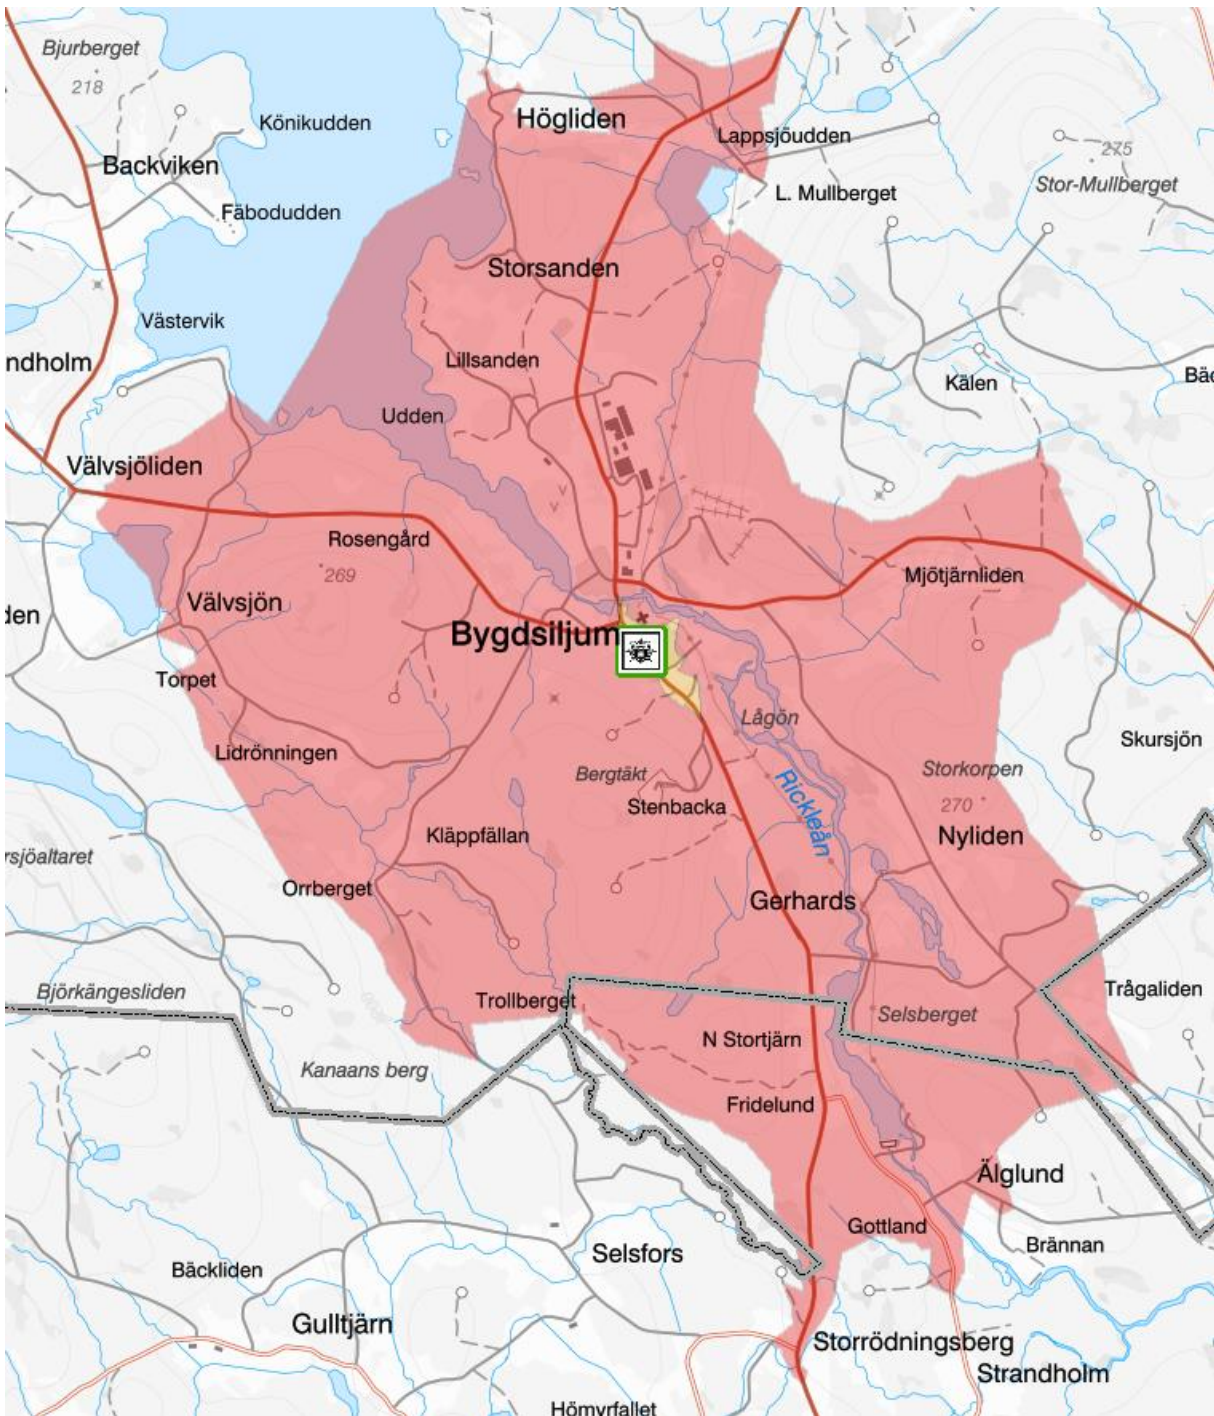 Bjurberget
218
Könikudden
Högliden
Lappsjöudden
275
Backviken
Stor-Mullberget
L. Mullberget
Fäbodudden
Storsanden
Västervik
ndholm
Lillsanden
Kälen
Bäc
Udden
Välvsjöliden
Rosengård
269
Mjötjärnliden
Välvsjön
den
Bygdsiljum
Torpet
Lågön
Lidrönningen
Skursjön
Bergtäkt
Storkorpen
Stenbacka
270
Rickleån
Kläppfällan
Nyliden
rsjöaltaret
Orrberget
Gerhards
Björkängesliden
Trollberget
Trågaliden
Selsberget
N Stortjärn
Kanaans berg
Fridelund
Älglund
Gottland
Brännan
Selsfors
Bäckliden
Gulltjärn
Storrödningsberg
Strandholm
Hömyrfallet